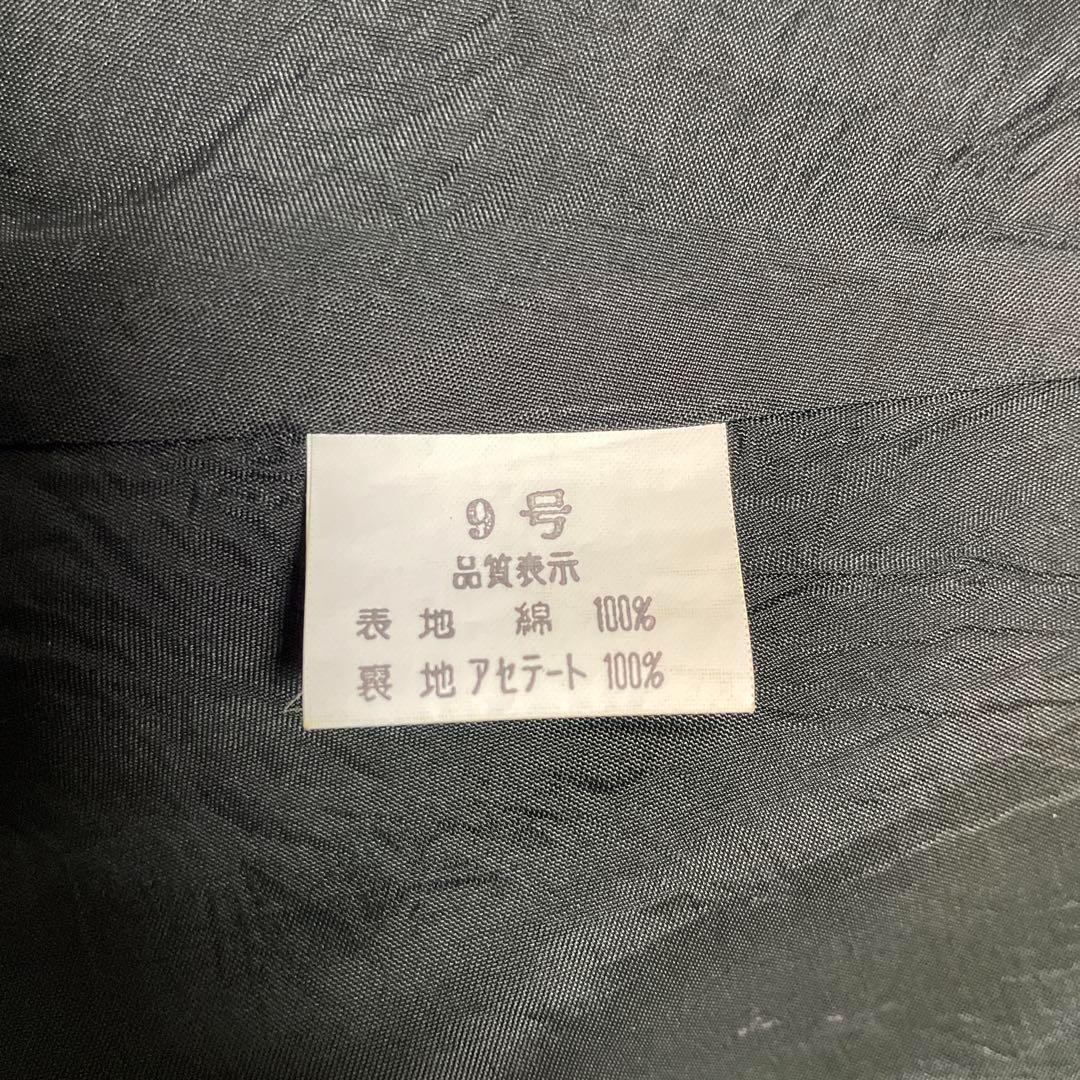 9号
品質表示
表地 綿 100%
裏地 アセテート 100%